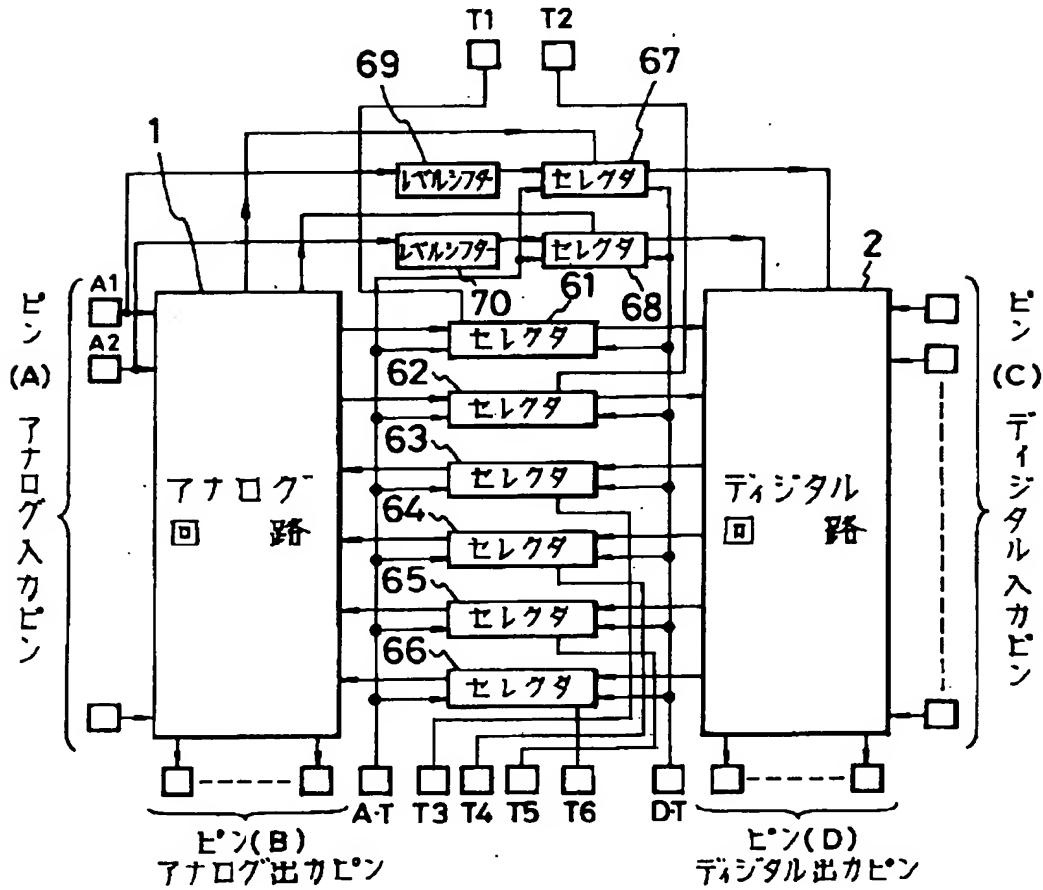 T1 T2
69
67
1
レベルシフター
セレクタ
レベルシフター
セレクタ
70
68
2
A1
A2
61
セレクタ
62
セレクタ
63
セレクタ
64
セレクタ
65
セレクタ
66
セレクタ
ピン
(A)
アナログ入力ピン
アナログ
回路
ディジタル
回路
ピン
(C)
ディジタル入力ピン
A·T T3 T4 T5 T6 D·T
ピン(B)
アナログ出力ピン
ピン(D)
ディジタル出力ピン